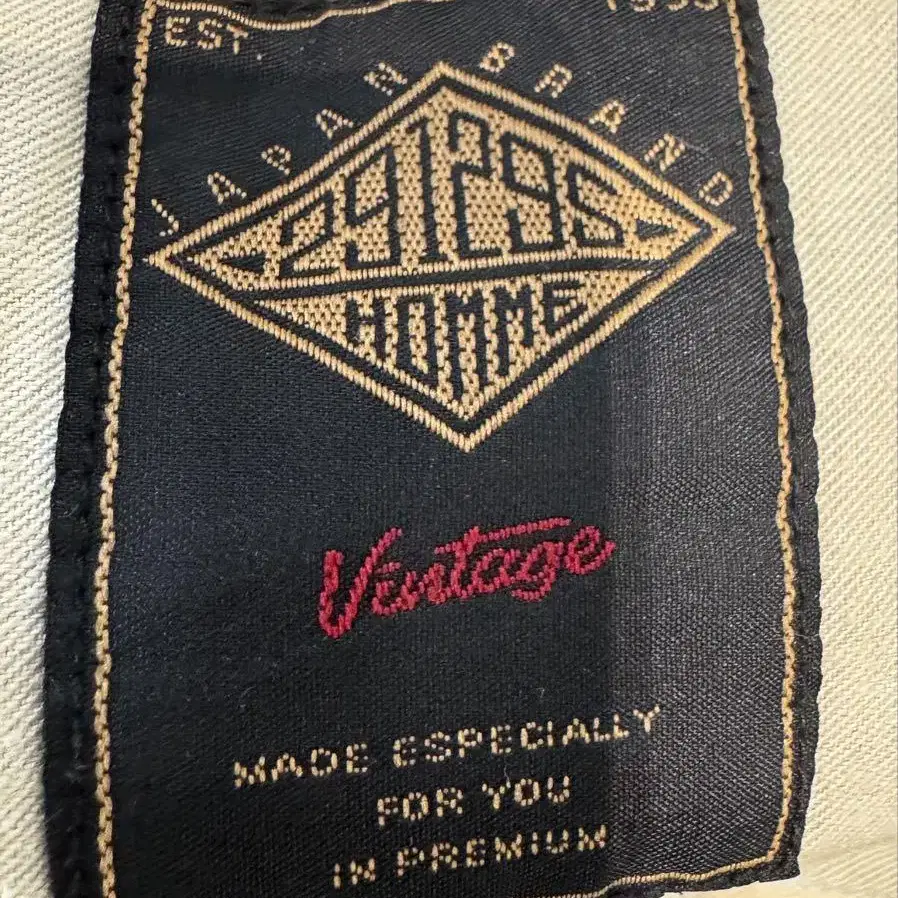 EST.
JAPAN BRAND
291295
HOMME
Vintage
MADE ESPECIALLY
FOR YOU
IN PREMIUM